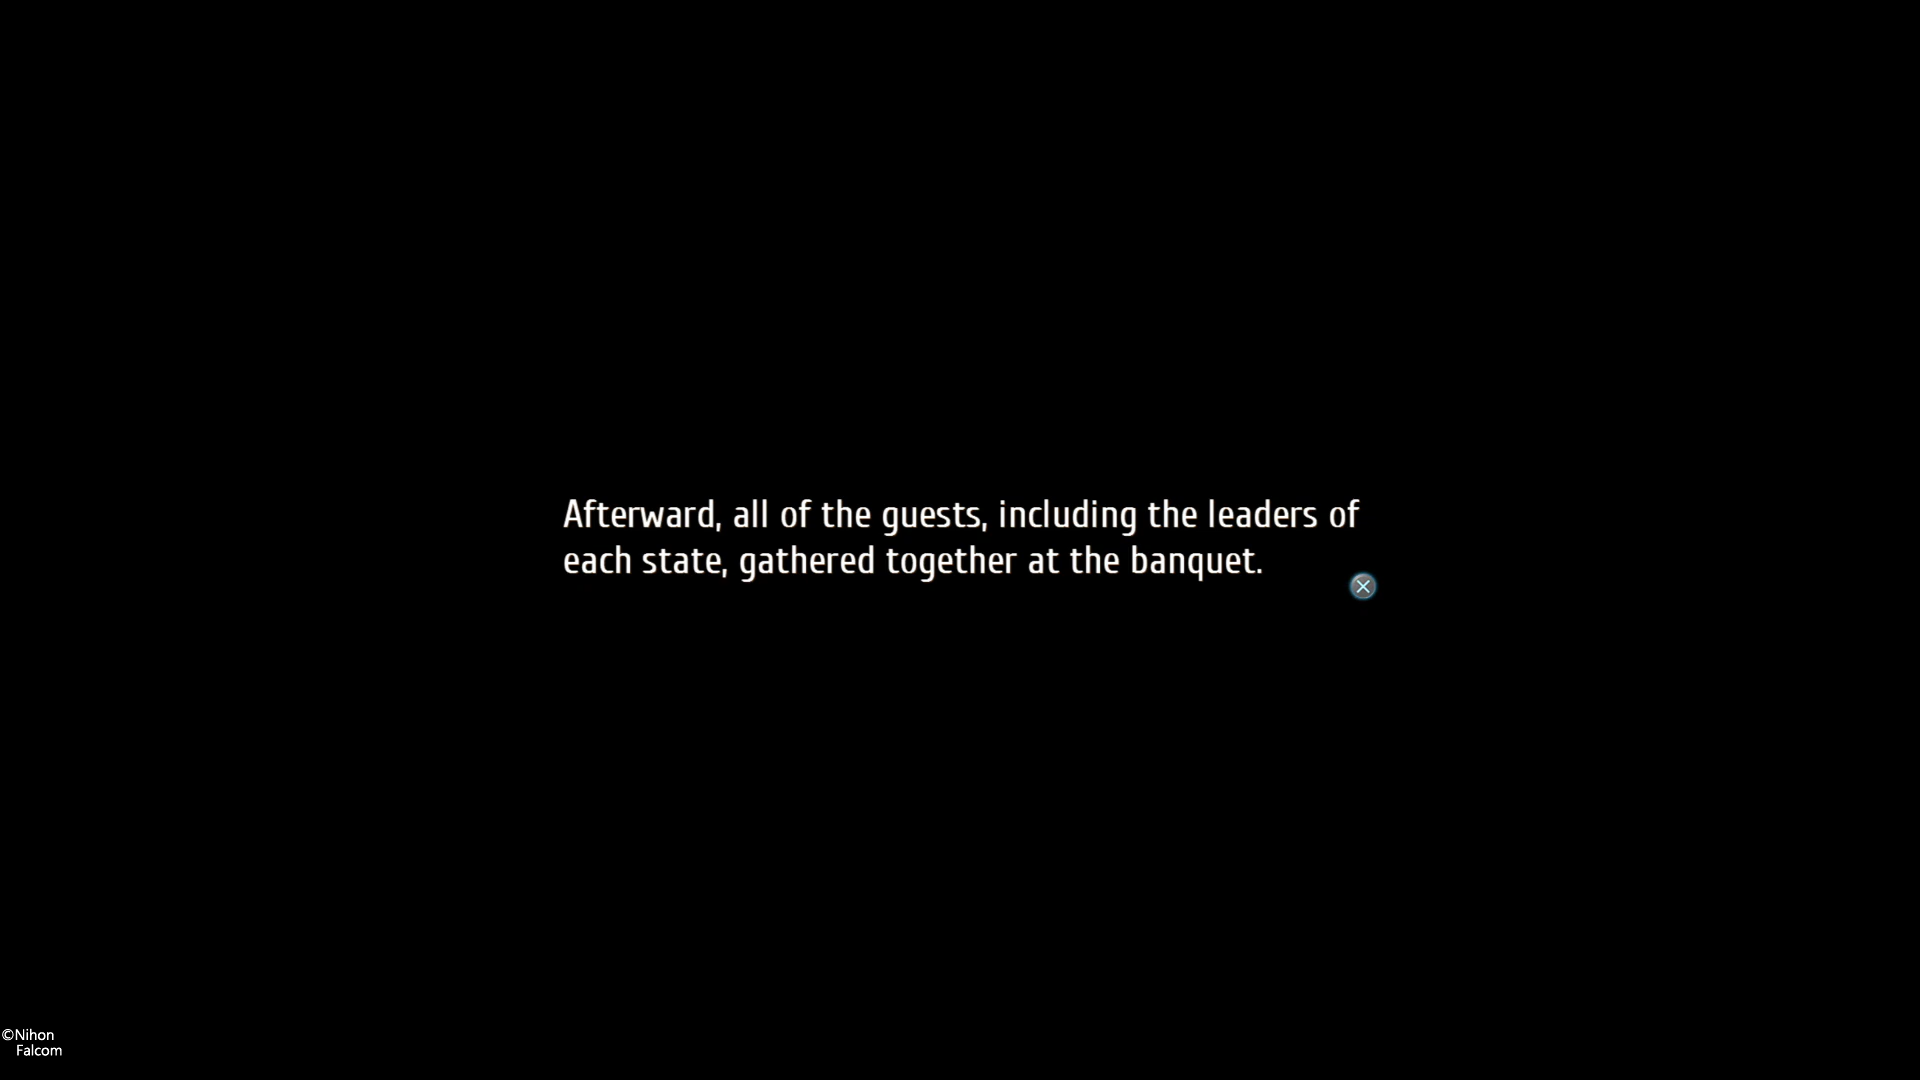 Afterward, all of the guests, including the leaders of
each state, gathered together at the banquet.
©Nihon
Falcom